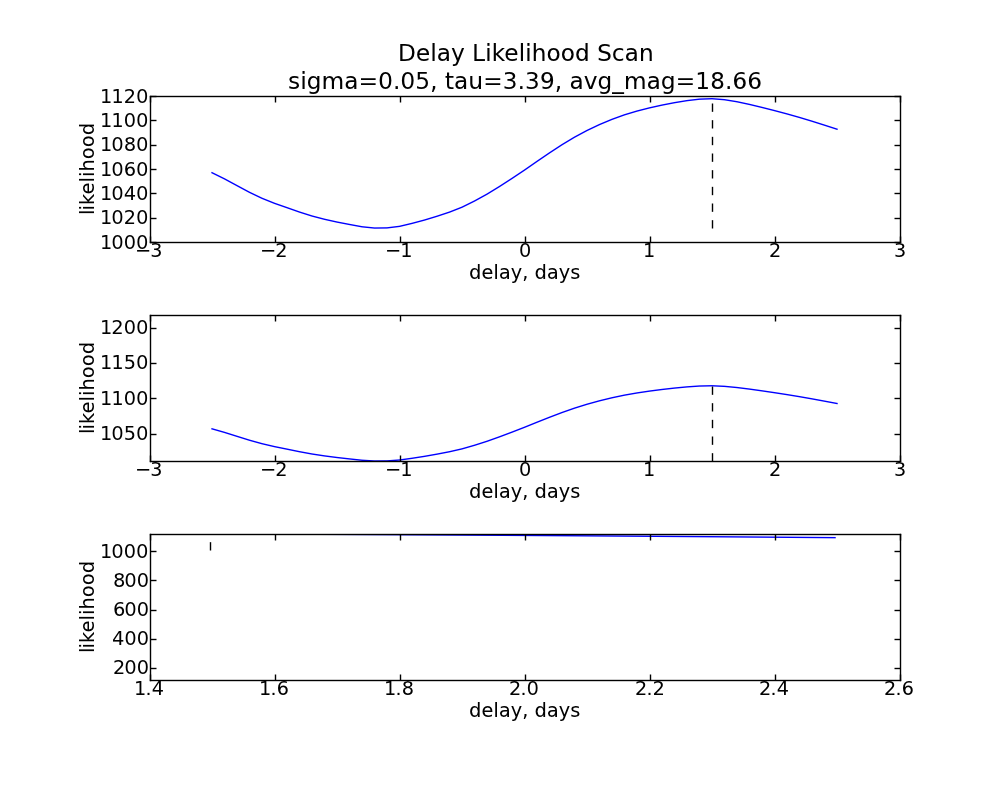 Delay Likelihood Scan
sigma=0.05, tau=3.39, avg_mag=18.66
likelihood
1120
1100
1080
1060
1040
1020
1000
−3 −2 −1 0 1 2 3
delay, days
likelihood
1200
1150
1100
1050
−3 −2 −1 0 1 2 3
delay, days
likelihood
1000
800
600
400
200
1.4 1.6 1.8 2.0 2.2 2.4 2.6
delay, days